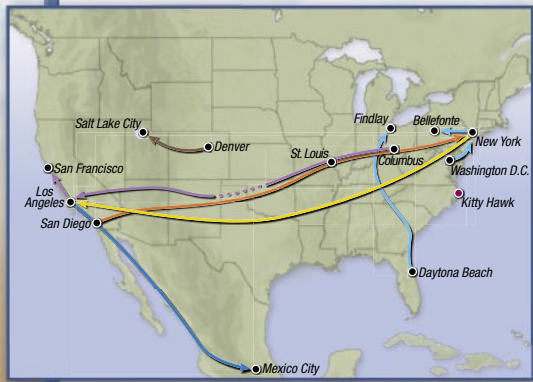 Findlay
Bellefonte
Salt Lake City
New York
Denver
St. Louis
Columbus
San Francisco
Washington D.C.
Los
Angeles
Kitty Hawk
San Diego
Daytona Beach
Mexico City